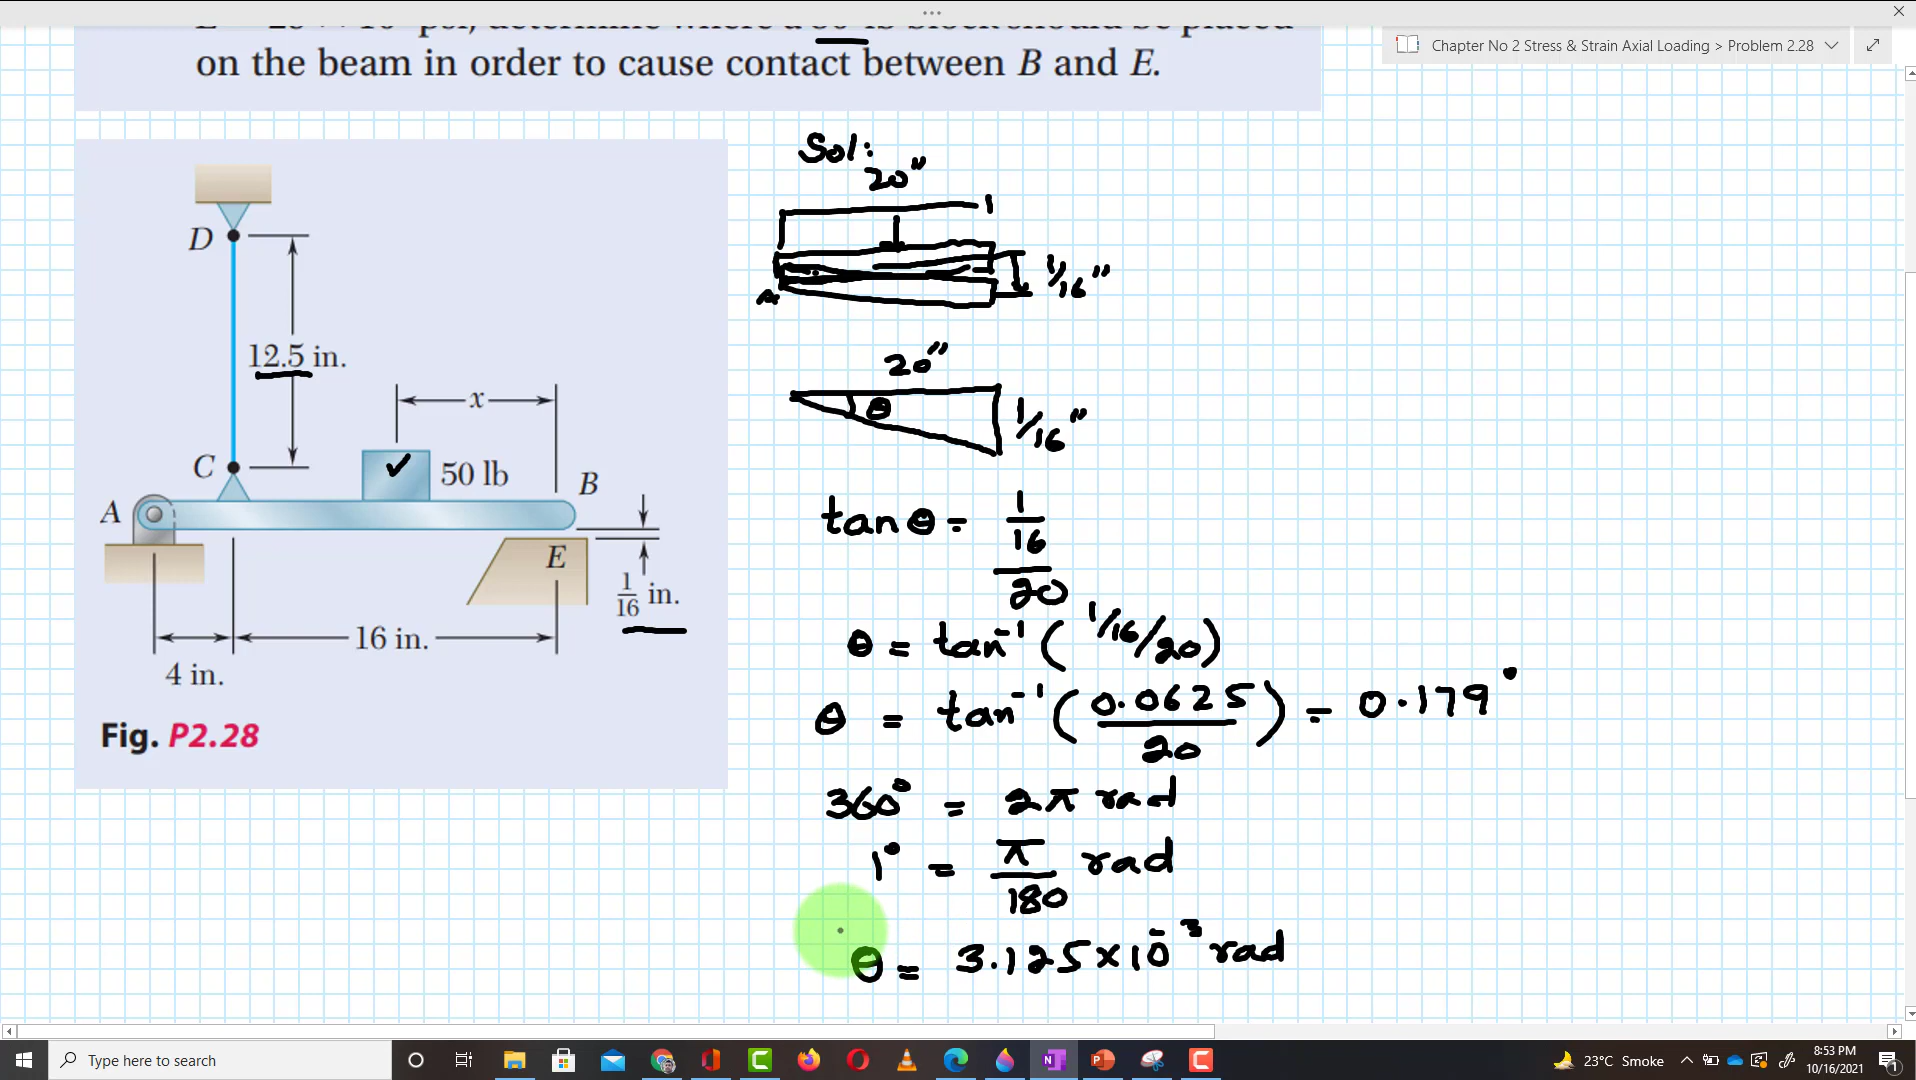 on the beam in order to cause contact between B and E.
Chapter No 2 Stress & Strain Axial Loading > Problem 2.28
Sol:
20"
1/16"
A
20"
θ
1/16"
tan θ = 1/16 / 20
θ = tan⁻¹ ( 1/16/20 )
θ = tan⁻¹ ( 0.0625 / 20 ) = 0.179°
360° = 2π rad
1° = π/180 rad
θ = 3.125 x 10⁻³ rad
D
12.5 in.
x
C
50 lb
B
A
E
1/16 in.
16 in.
4 in.
Fig. P2.28
Type here to search
23°C Smoke
8:53 PM
10/16/2021
1